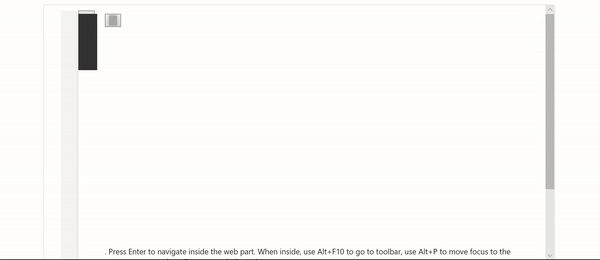 . Press Enter to navigate inside the web part. When inside, use Alt+F10 to go to toolbar, use Alt+P to move focus to the